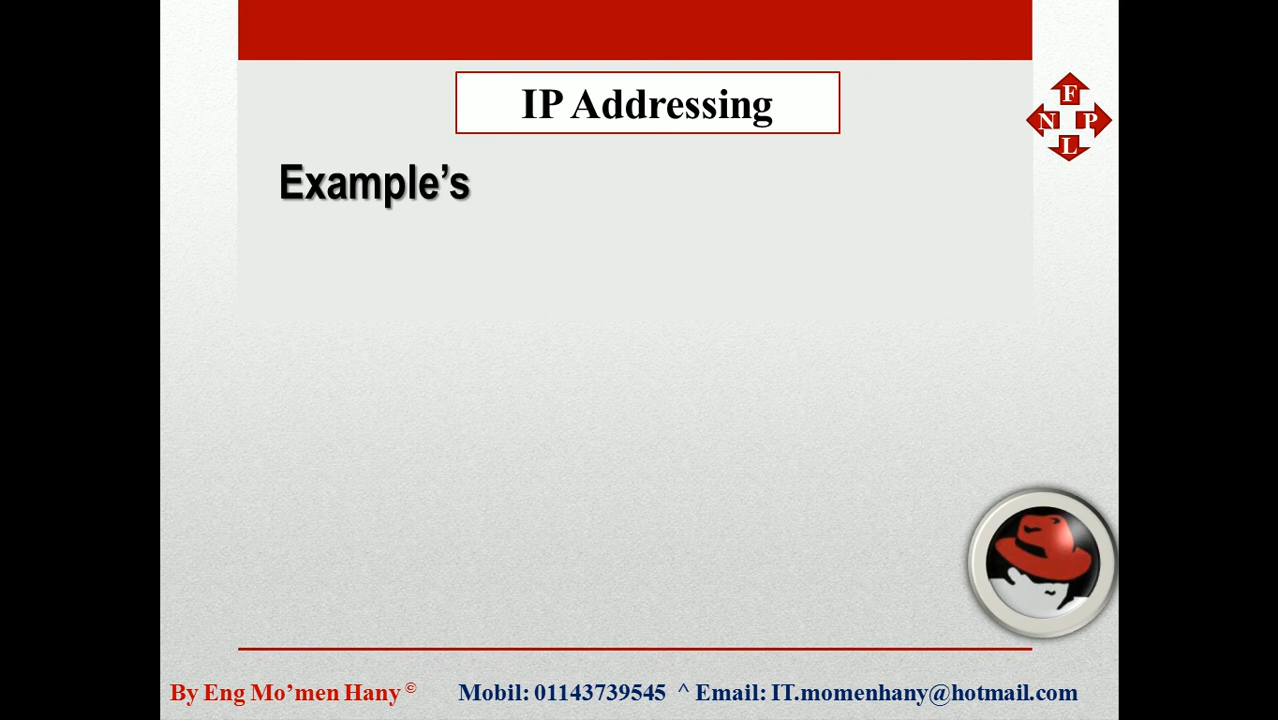 IP Addressing
F
N P
L
Example’s
By Eng Mo’men Hany © Mobil: 01143739545 ^ Email: IT.momenhany@hotmail.com